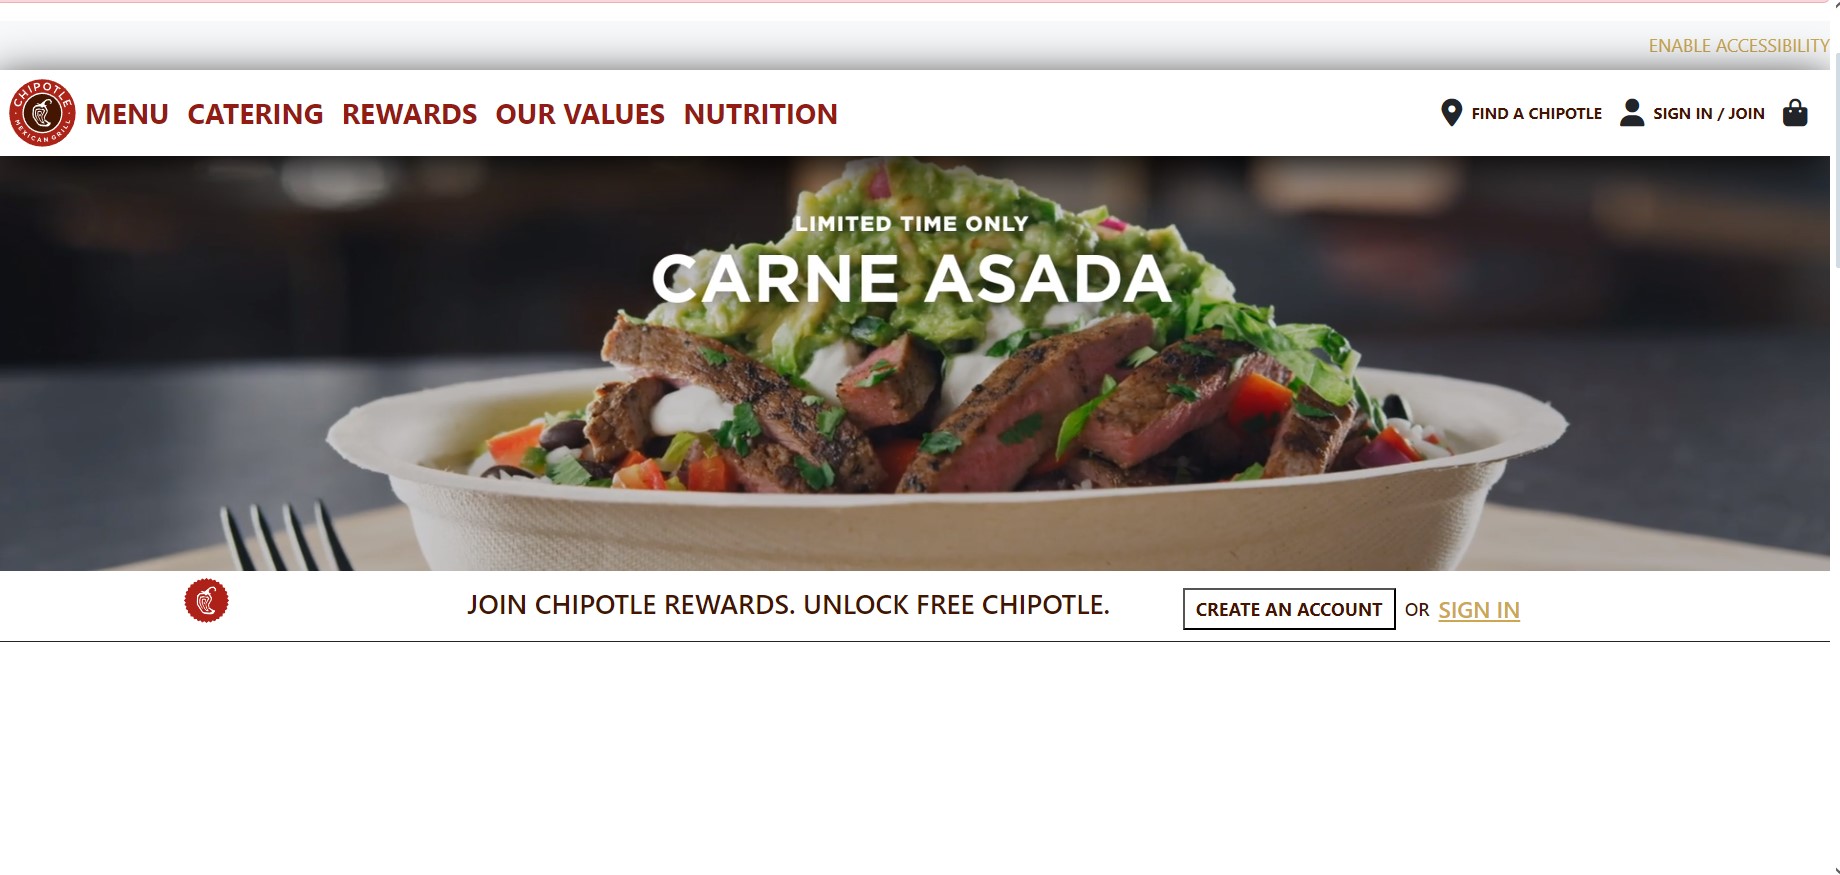 ENABLE ACCESSIBILITY
CHIPOTLE
MEXICAN GRILL
MENU CATERING REWARDS OUR VALUES NUTRITION
FIND A CHIPOTLE SIGN IN / JOIN
LIMITED TIME ONLY
CARNE ASADA
JOIN CHIPOTLE REWARDS. UNLOCK FREE CHIPOTLE.
CREATE AN ACCOUNT OR SIGN IN